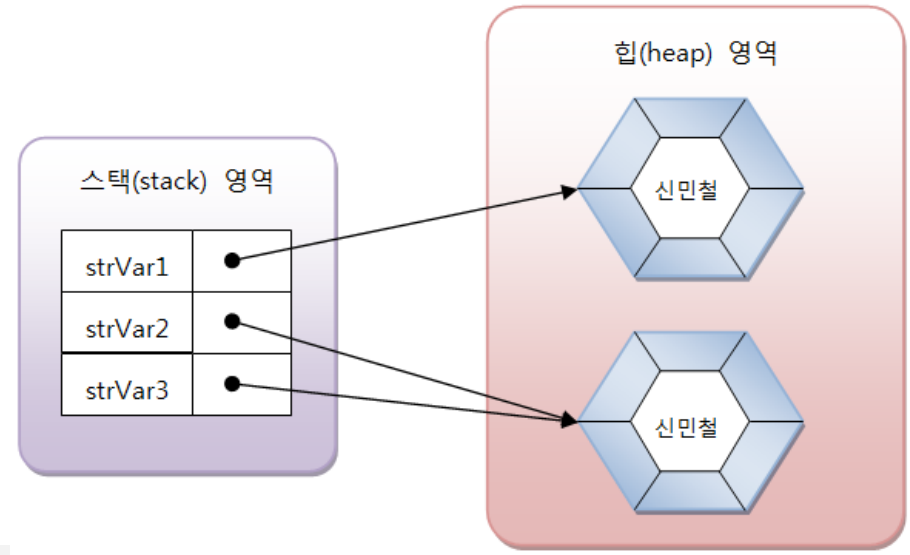 스택(stack) 영역
strVar1
strVar2
strVar3
힙(heap) 영역
신민철
신민철